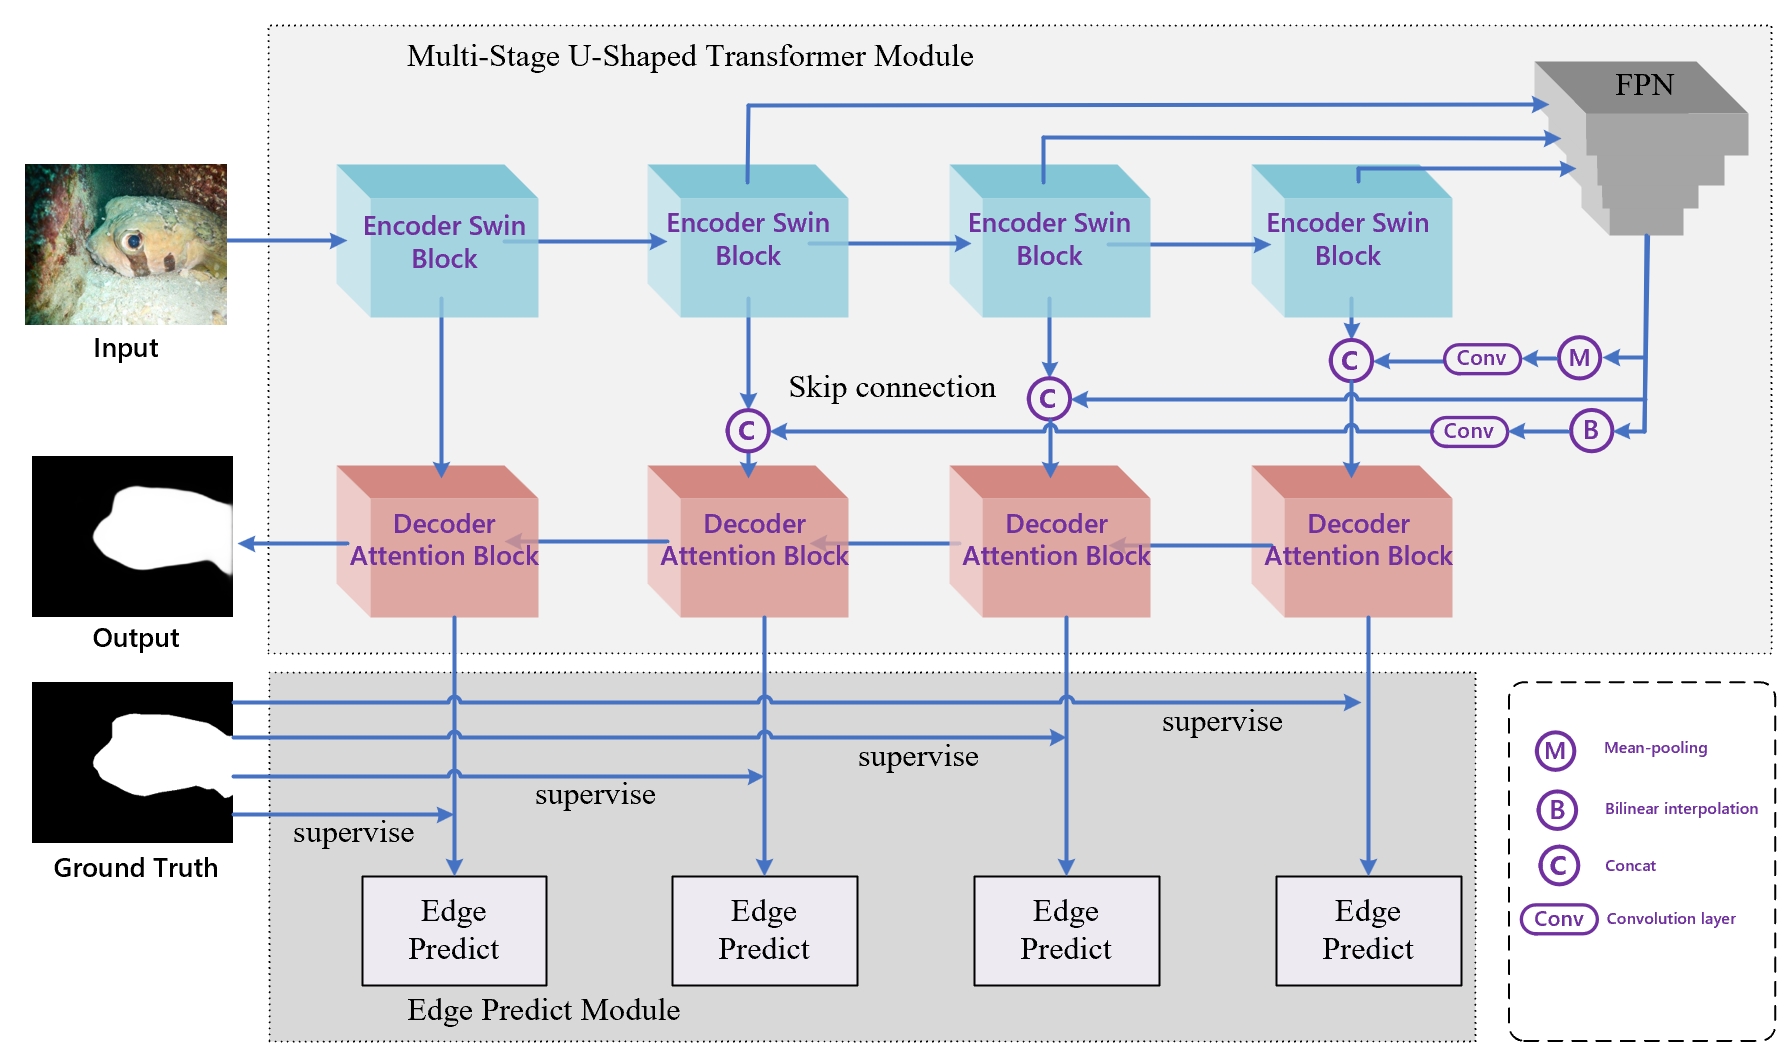 Multi-Stage U-Shaped Transformer Module
FPN
Encoder Swin
Block
Encoder Swin
Block
Encoder Swin
Block
Encoder Swin
Block
Input
C
Conv
M
Skip connection
C
C
Conv
B
Decoder
Attention Block
Decoder
Attention Block
Decoder
Attention Block
Decoder
Attention Block
Output
supervise
supervise
supervise
supervise
Ground Truth
Edge
Predict
Edge
Predict
Edge
Predict
Edge
Predict
Edge Predict Module
M Mean-pooling
B Bilinear interpolation
C Concat
Conv Convolution layer